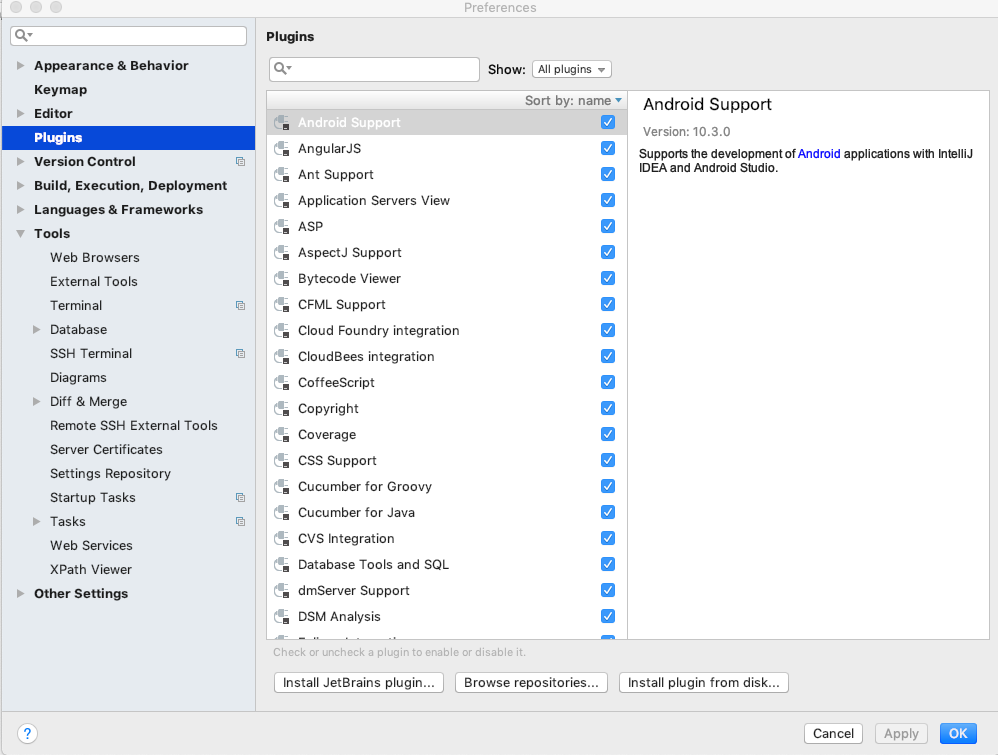 Preferences
Appearance & Behavior
Keymap
Editor
Plugins
Version Control
Build, Execution, Deployment
Languages & Frameworks
Tools
Web Browsers
External Tools
Terminal
Database
SSH Terminal
Diagrams
Diff & Merge
Remote SSH External Tools
Server Certificates
Settings Repository
Startup Tasks
Tasks
Web Services
XPath Viewer
Other Settings
Plugins
Show: All plugins
Sort by: name
Android Support
AngularJS
Ant Support
Application Servers View
ASP
AspectJ Support
Bytecode Viewer
CFML Support
Cloud Foundry integration
CloudBees integration
CoffeeScript
Copyright
Coverage
CSS Support
Cucumber for Groovy
Cucumber for Java
CVS Integration
Database Tools and SQL
dmServer Support
DSM Analysis
Android Support
Version: 10.3.0
Supports the development of Android applications with IntelliJ
IDEA and Android Studio.
Check or uncheck a plugin to enable or disable it.
Install JetBrains plugin... Browse repositories... Install plugin from disk...
? Cancel Apply OK